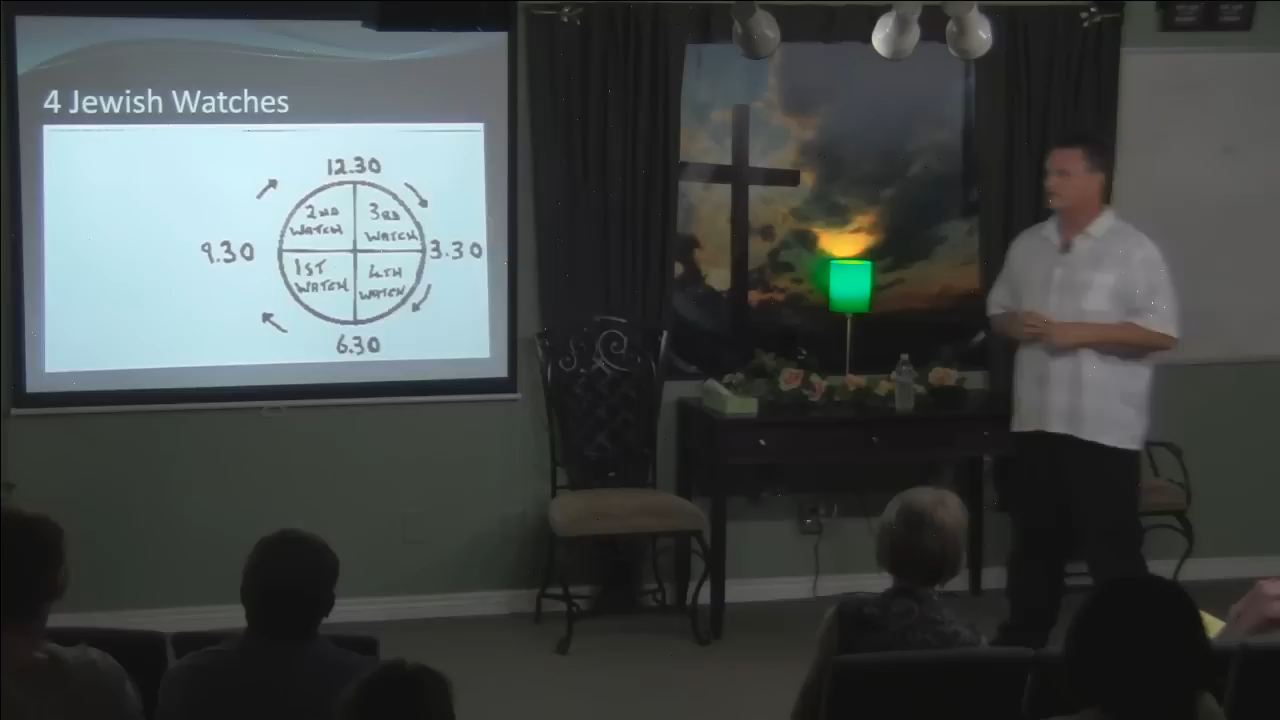 4 Jewish Watches
12.30
2ND
WATCH
3RD
WATCH
9.30
3.30
1ST
WATCH
4TH
WATCH
6.30